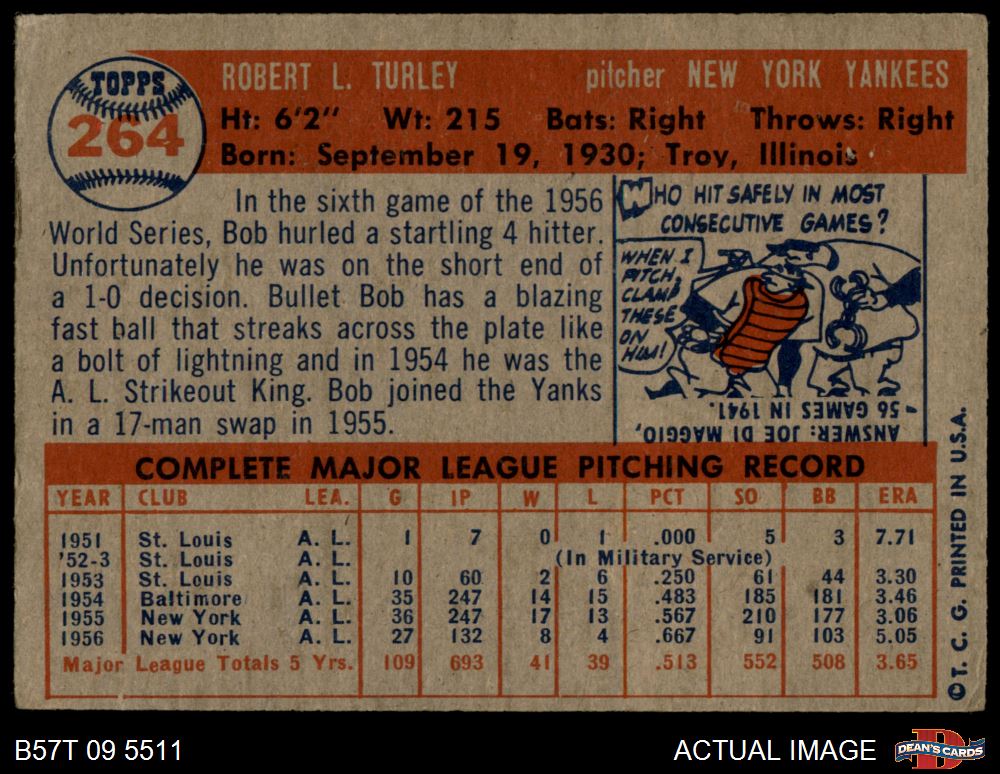 TOPPS
264
ROBERT L. TURLEY pitcher NEW YORK YANKEES
Ht: 6'2" Wt: 215 Bats: Right Throws: Right
Born: September 19, 1930; Troy, Illinois
In the sixth game of the 1956
World Series, Bob hurled a startling 4 hitter.
Unfortunately he was on the short end of
a 1-0 decision. Bullet Bob has a blazing
fast ball that streaks across the plate like
a bolt of lightning and in 1954 he was the
A. L. Strikeout King. Bob joined the Yanks
in a 17-man swap in 1955.
WHO HIT SAFELY IN MOST
CONSECUTIVE GAMES?
WHEN I
PITCH,
CLAMP
THESE
ON
HIM!
ANSWER: JOE DI MAGGIO,
- 56 GAMES IN 1941.
COMPLETE MAJOR LEAGUE PITCHING RECORD
YEAR CLUB LEA. G IP W L PCT SO BB ERA
1951 St. Louis A. L. 1 7 0 1 .000 5 3 7.71
'52-3 St. Louis A. L. (In Military Service)
1953 St. Louis A. L. 10 60 2 6 .250 61 44 3.30
1954 Baltimore A. L. 35 247 14 15 .483 185 181 3.46
1955 New York A. L. 36 247 17 13 .567 210 177 3.06
1956 New York A. L. 27 132 8 4 .667 91 103 5.05
Major League Totals 5 Yrs. 109 693 41 39 .513 552 508 3.65
©T. C. G. PRINTED IN U.S.A.
B57T 09 5511 ACTUAL IMAGE
DEAN'S CARDS